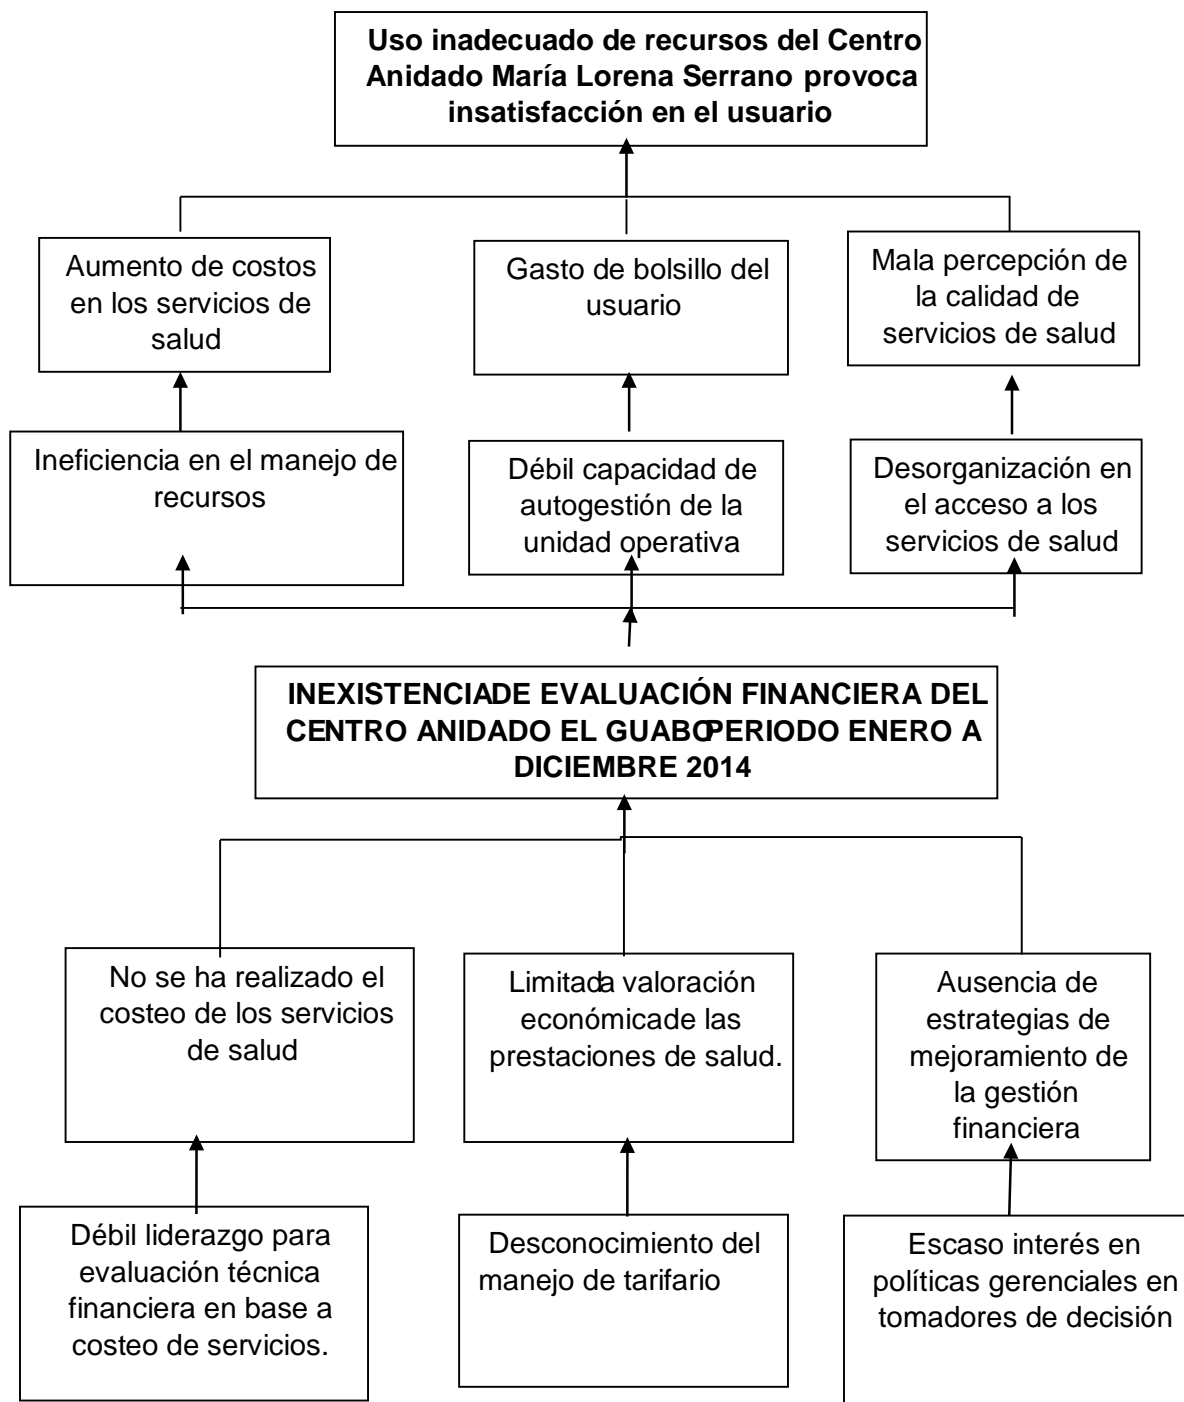 Uso inadecuado de recursos del Centro
Anidado María Lorena Serrano provoca
insatisfacción en el usuario
Aumento de costos
en los servicios de
salud
Gasto de bolsillo del
usuario
Mala percepción de
la calidad de
servicios de salud
Ineficiencia en el manejo de
recursos
Débil capacidad de
autogestión de la
unidad operativa
Desorganización en
el acceso a los
servicios de salud
INEXISTENCIADE EVALUACIÓN FINANCIERA DEL
CENTRO ANIDADO EL GUABOPERIODO ENERO A
DICIEMBRE 2014
No se ha realizado el
costeo de los servicios
de salud
Limitada valoración
económicade las
prestaciones de salud.
Ausencia de
estrategias de
mejoramiento de
la gestión
financiera
Débil liderazgo para
evaluación técnica
financiera en base a
costeo de servicios.
Desconocimiento del
manejo de tarifario
Escaso interés en
políticas gerenciales en
tomadores de decisión